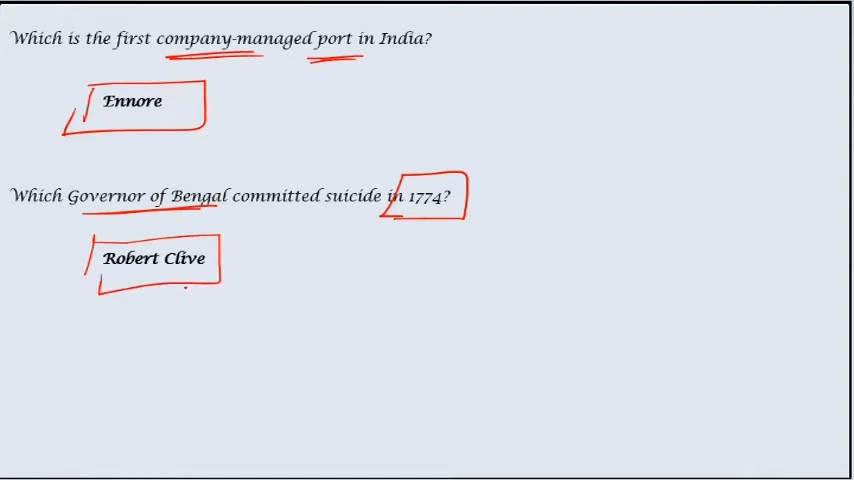 Which is the first company-managed port in India?
Ennore
Which Governor of Bengal committed suicide in 1774?
Robert Clive